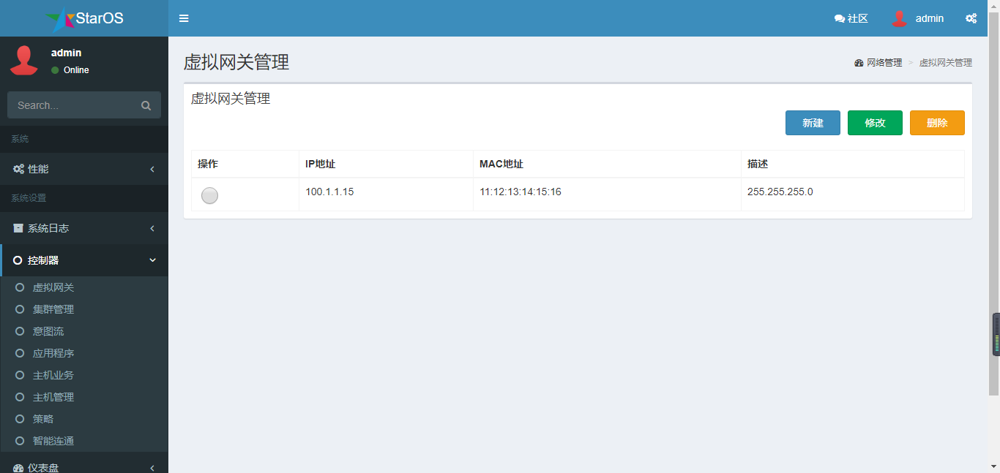 StarOS
社区
admin
admin
Online
Search...
系统
性能
系统设置
系统日志
控制器
虚拟网关
集群管理
意图流
应用程序
主机业务
主机管理
策略
智能连通
仪表盘
虚拟网关管理
网络管理 > 虚拟网关管理
虚拟网关管理
新建 修改 删除
操作 IP地址 MAC地址 描述
100.1.1.15 11:12:13:14:15:16 255.255.255.0